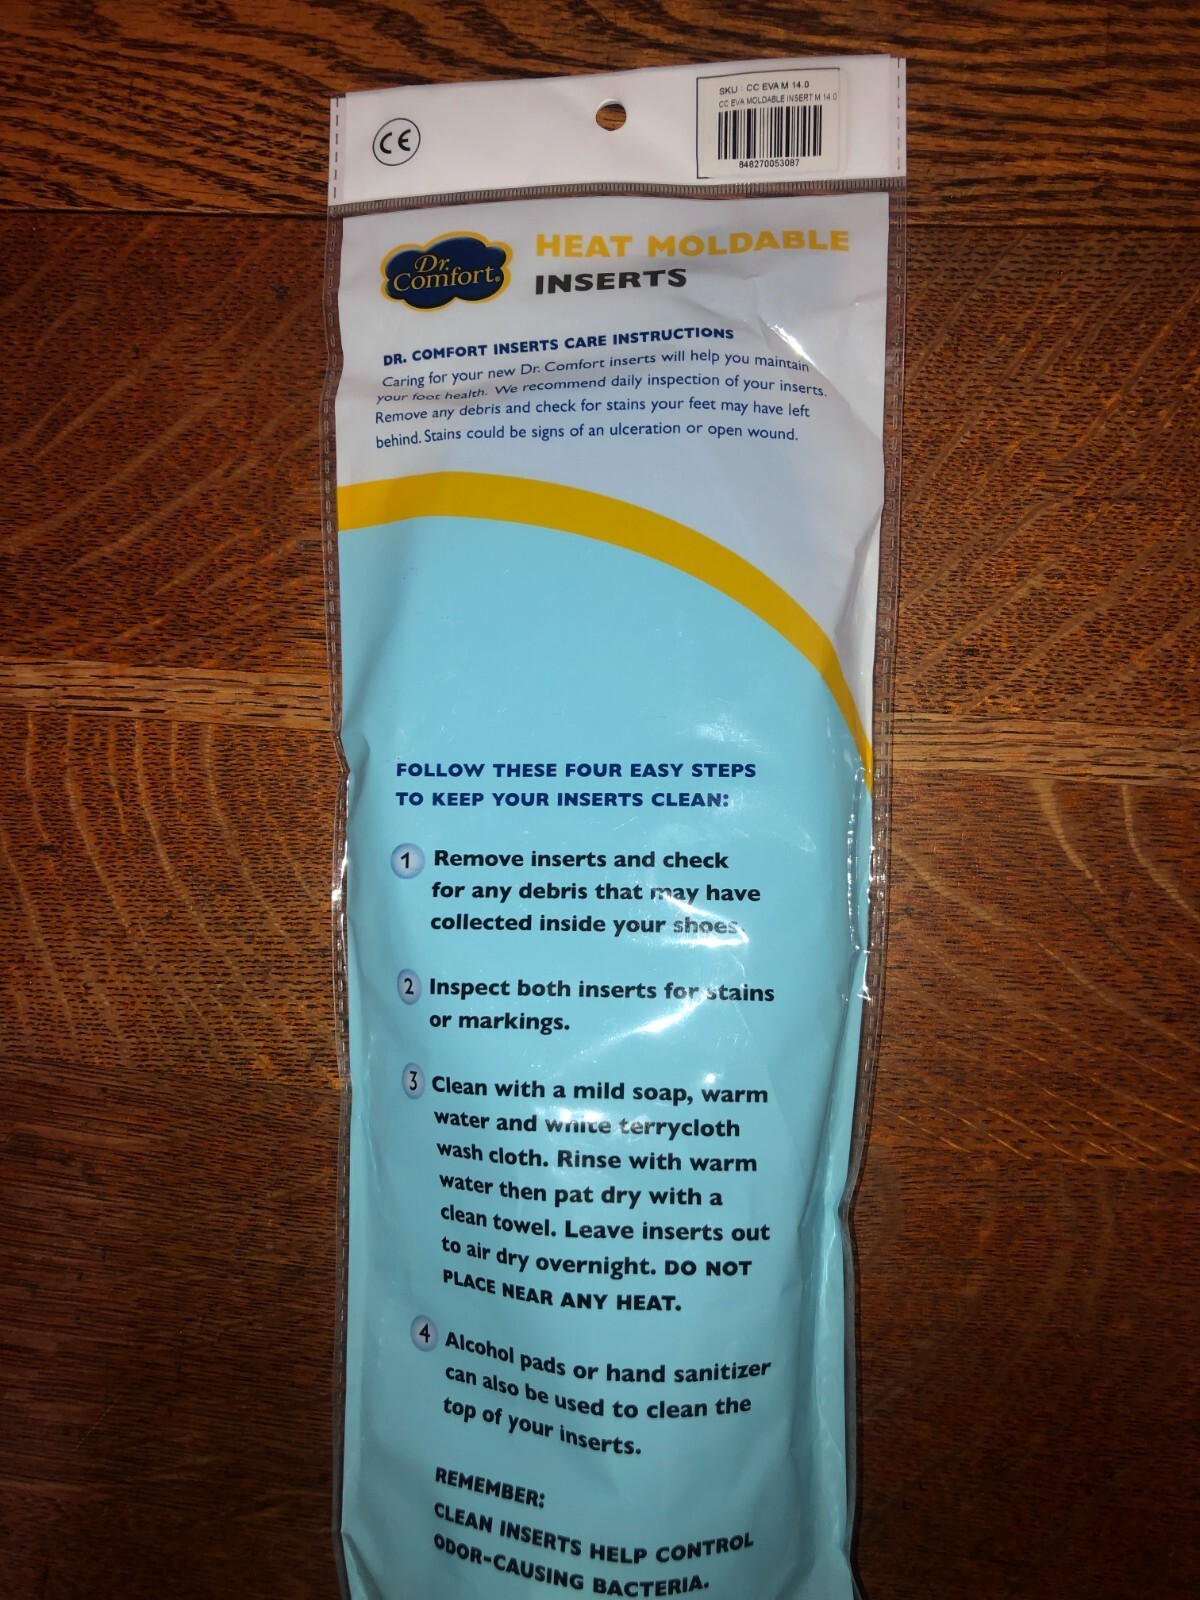 SKU : CC EVA M 14.0
CC EVA MOLDABLE INSERT M 14.0
848270053087
CE
Dr.
Comfort®
HEAT MOLDABLE
INSERTS
DR. COMFORT INSERTS CARE INSTRUCTIONS
Caring for your new Dr. Comfort inserts will help you maintain
your foot health. We recommend daily inspection of your inserts.
Remove any debris and check for stains your feet may have left
behind. Stains could be signs of an ulceration or open wound.
FOLLOW THESE FOUR EASY STEPS
TO KEEP YOUR INSERTS CLEAN:
1 Remove inserts and check
for any debris that may have
collected inside your shoes.
2 Inspect both inserts for stains
or markings.
3 Clean with a mild soap, warm
water and white terrycloth
wash cloth. Rinse with warm
water then pat dry with a
clean towel. Leave inserts out
to air dry overnight. DO NOT
PLACE NEAR ANY HEAT.
4 Alcohol pads or hand sanitizer
can also be used to clean the
top of your inserts.
REMEMBER:
CLEAN INSERTS HELP CONTROL
ODOR-CAUSING BACTERIA.